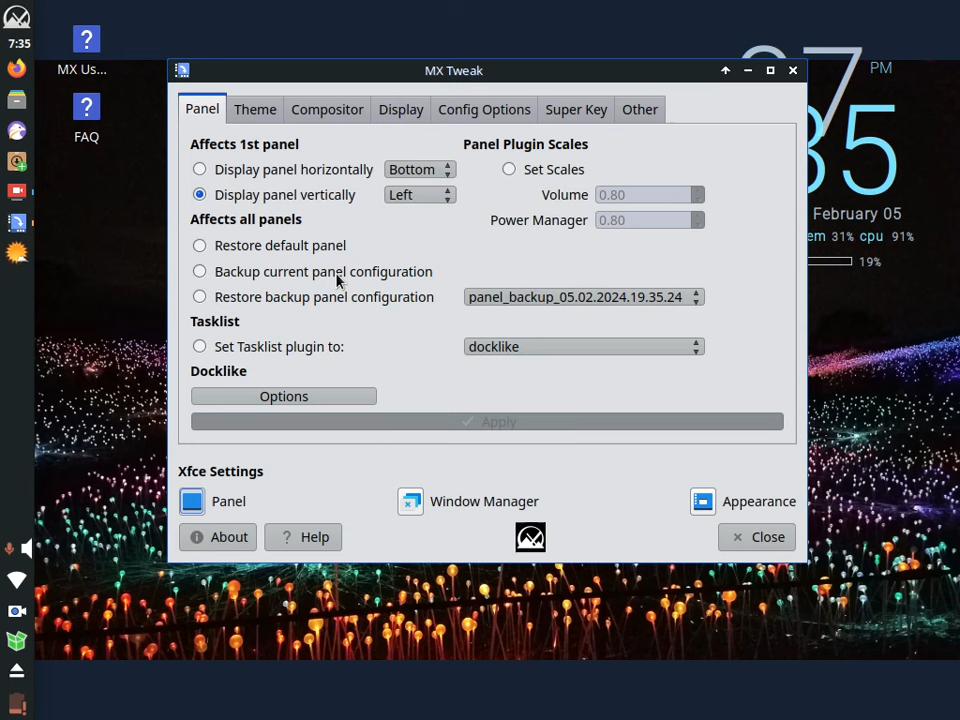 7:35
MX Us...
FAQ
MX Tweak
Panel
Theme
Compositor
Display
Config Options
Super Key
Other
Affects 1st panel
Display panel horizontally
Bottom
Display panel vertically
Left
Affects all panels
Restore default panel
Backup current panel configuration
Restore backup panel configuration
panel_backup_05.02.2024.19.35.24
Tasklist
Set Tasklist plugin to:
docklike
Docklike
Options
Apply
Panel Plugin Scales
Set Scales
Volume
0.80
Power Manager
0.80
Xfce Settings
Panel
Window Manager
Appearance
About
? Help
Close
PM
35
February 05
em 31% cpu 91%
19%